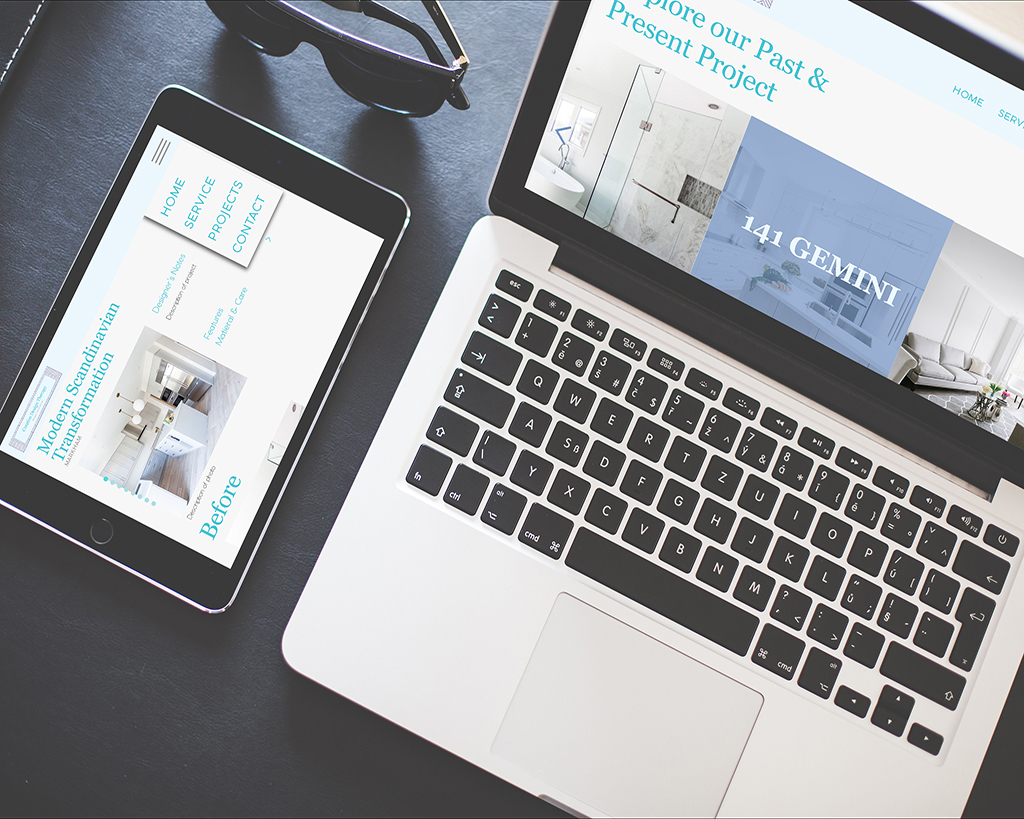 HOME
SERVICE
PROJECTS
CONTACT
Designer's Notes
Description of project
Features
Material & Care
Modern Scandinavian
Transformation
MARKHAM
Description of photo
Before
plore our Past &
Present Project
HOME
SERV
141 GEMINI
esc
Q W E R T Z U I O P
A S D F G H J K L
Y X C V B N M
fn ctrl alt cmd
cmd alt